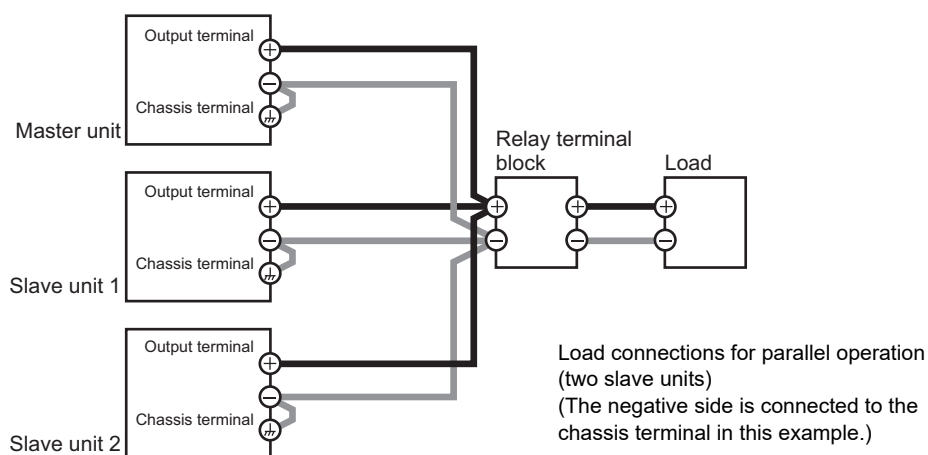 Output terminal
+
−
Chassis terminal
Master unit
Relay terminal
block
Load
Output terminal
+
−
Chassis terminal
Slave unit 1
+
−
+
−
+
−
Output terminal
+
−
Chassis terminal
Slave unit 2
Load connections for parallel operation
(two slave units)
(The negative side is connected to the
chassis terminal in this example.)